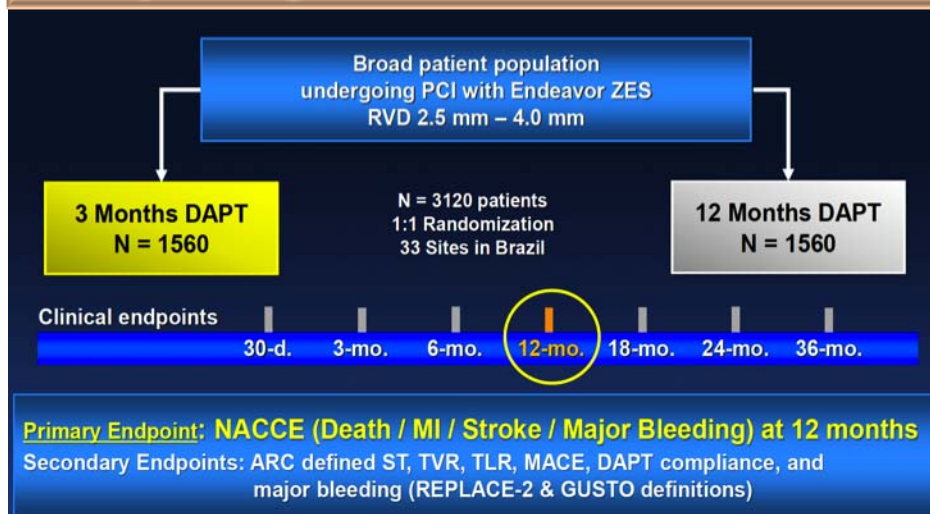 Broad patient population
undergoing PCI with Endeavor ZES
RVD 2.5 mm – 4.0 mm
3 Months DAPT
N = 1560
N = 3120 patients
1:1 Randomization
33 Sites in Brazil
12 Months DAPT
N = 1560
Clinical endpoints
30-d. 3-mo. 6-mo. 12-mo. 18-mo. 24-mo. 36-mo.
Primary Endpoint: NACCE (Death / MI / Stroke / Major Bleeding) at 12 months
Secondary Endpoints: ARC defined ST, TVR, TLR, MACE, DAPT compliance, and
major bleeding (REPLACE-2 & GUSTO definitions)